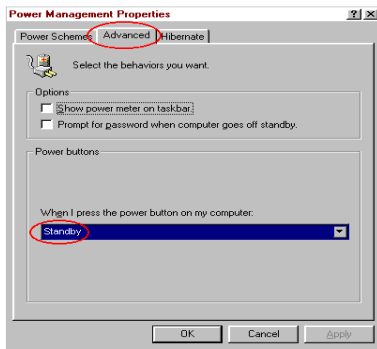 Power Management Properties
Power Schemes Advanced Hibernate
Select the behaviors you want.
Options
Show power meter on taskbar.
Prompt for password when computer goes off standby.
Power buttons
When I press the power button on my computer:
Standby
OK Cancel Apply